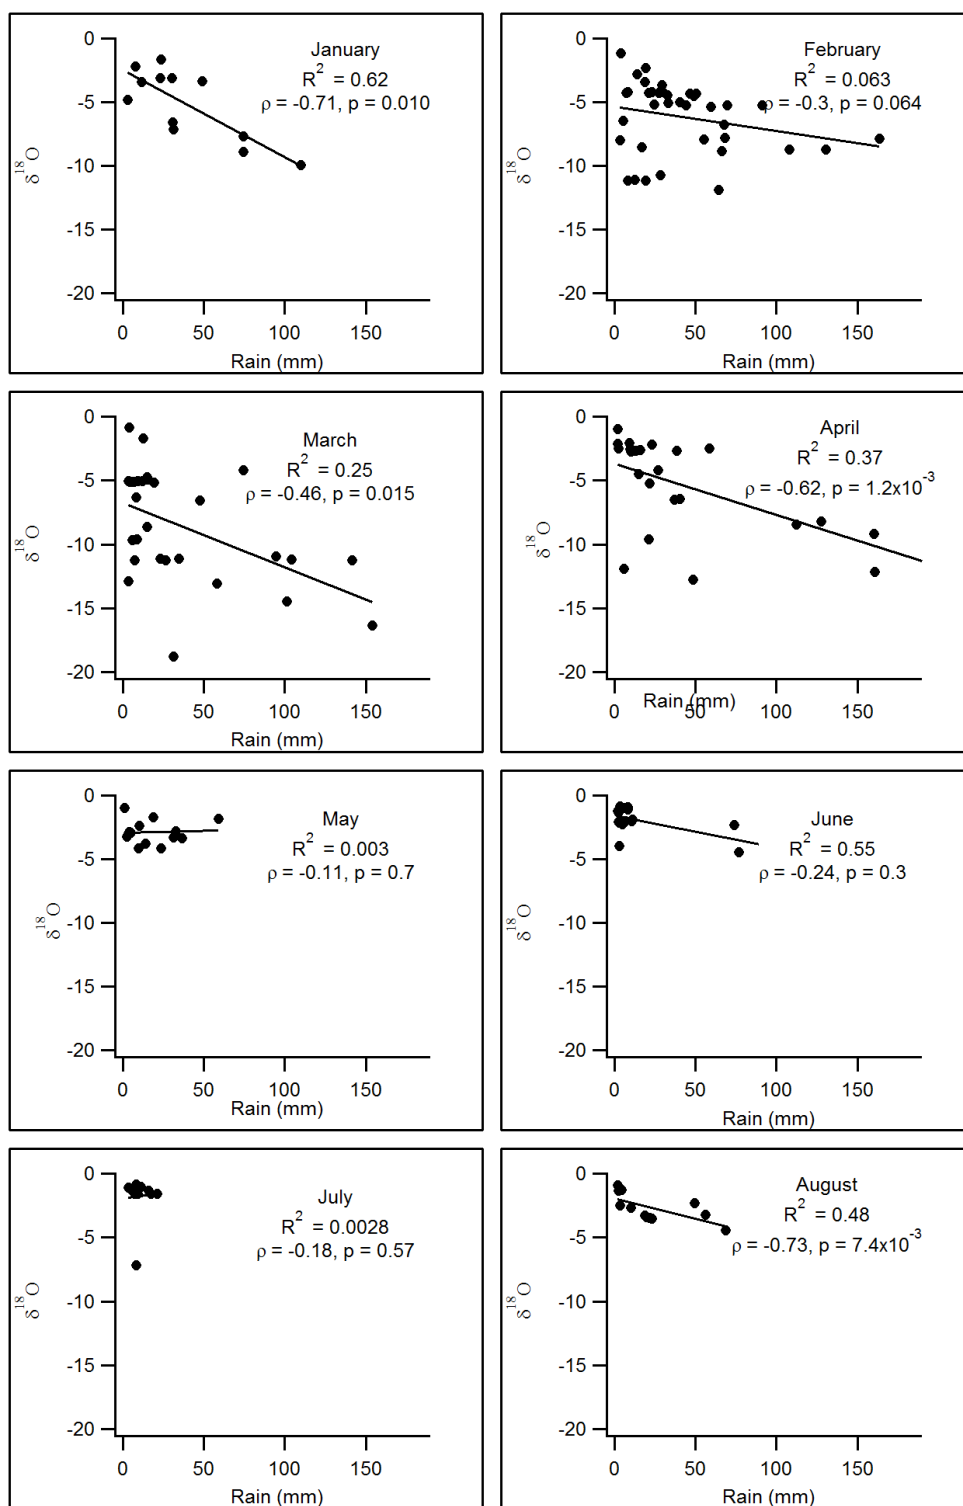 January
R² = 0.62
ρ = -0.71, p = 0.010
0
-5
-10
-15
-20
δ¹⁸O
0 50 100 150
Rain (mm)
February
R² = 0.063
ρ = -0.3, p = 0.064
0
-5
-10
-15
-20
δ¹⁸O
0 50 100 150
Rain (mm)
March
R² = 0.25
ρ = -0.46, p = 0.015
0
-5
-10
-15
-20
δ¹⁸O
0 50 100 150
Rain (mm)
April
R² = 0.37
ρ = -0.62, p = 1.2x10⁻³
0
-5
-10
-15
-20
δ¹⁸O
Rain (mm)
0 50 100 150
May
R² = 0.003
ρ = -0.11, p = 0.7
0
-5
-10
-15
-20
δ¹⁸O
0 50 100 150
Rain (mm)
June
R² = 0.55
ρ = -0.24, p = 0.3
0
-5
-10
-15
-20
δ¹⁸O
0 50 100 150
Rain (mm)
July
R² = 0.0028
ρ = -0.18, p = 0.57
0
-5
-10
-15
-20
δ¹⁸O
0 50 100 150
Rain (mm)
August
R² = 0.48
ρ = -0.73, p = 7.4x10⁻³
0
-5
-10
-15
-20
δ¹⁸O
0 50 100 150
Rain (mm)